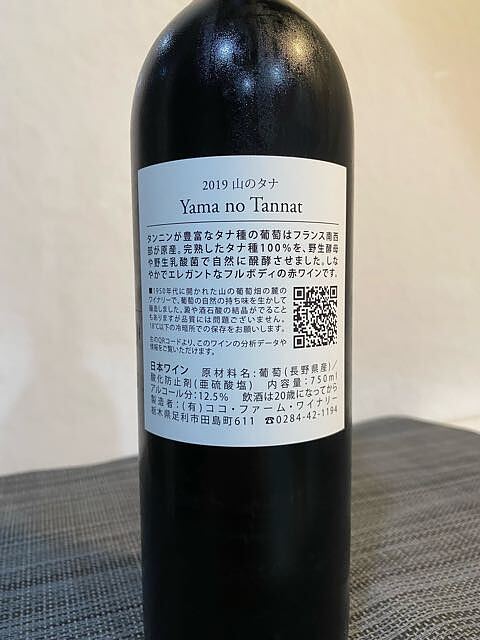 2019 山のタナ
Yama no Tannat
タンニンが豊富なタナ種の葡萄はフランス南西
部が原産。完熟したタナ種100%を、野生酵母
や野生乳酸菌で自然に醗酵させました。しな
やかでエレガントなフルボディの赤ワインです。
■1950年代に開かれた山の葡萄畑の麓の
ワイナリーで、葡萄の自然の持ち味を生かして
醸造しました。澱や酒石酸の結晶がでること
もありますが品質には問題ございません。
18℃以下の冷暗所での保存をお願いします。
左のQRコードより、このワインの分析データや
情報をご覧いただけます。
日本ワイン 原材料名:葡萄(長野県産)/
酸化防止剤(亜硫酸塩) 内容量:750ml
アルコール分:12.5% 飲酒は20歳になってから
製造者:(有)ココ・ファーム・ワイナリー
栃木県足利市田島町611 ☎0284-42-1194